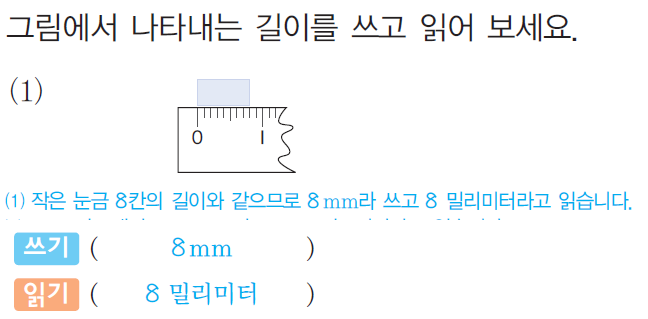 그림에서 나타내는 길이를 쓰고 읽어 보세요.
(1)
0 1
(1) 작은 눈금 8칸의 길이와 같으므로 8 mm라 쓰고 8 밀리미터라고 읽습니다.
쓰기 ( 8mm )
읽기 ( 8 밀리미터 )